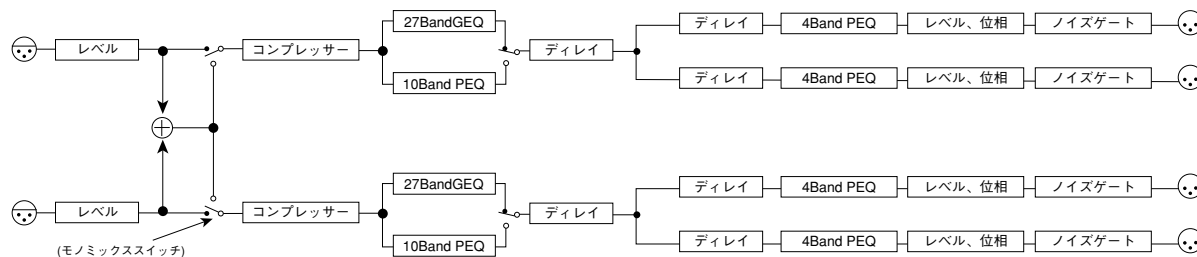 27BandGEQ
ディレイ 4Band PEQ レベル、位相 ノイズゲート
レベル コンプレッサー ディレイ
10Band PEQ
ディレイ 4Band PEQ レベル、位相 ノイズゲート
27BandGEQ
ディレイ 4Band PEQ レベル、位相 ノイズゲート
レベル コンプレッサー ディレイ
10Band PEQ
ディレイ 4Band PEQ レベル、位相 ノイズゲート
(モノミックススイッチ)